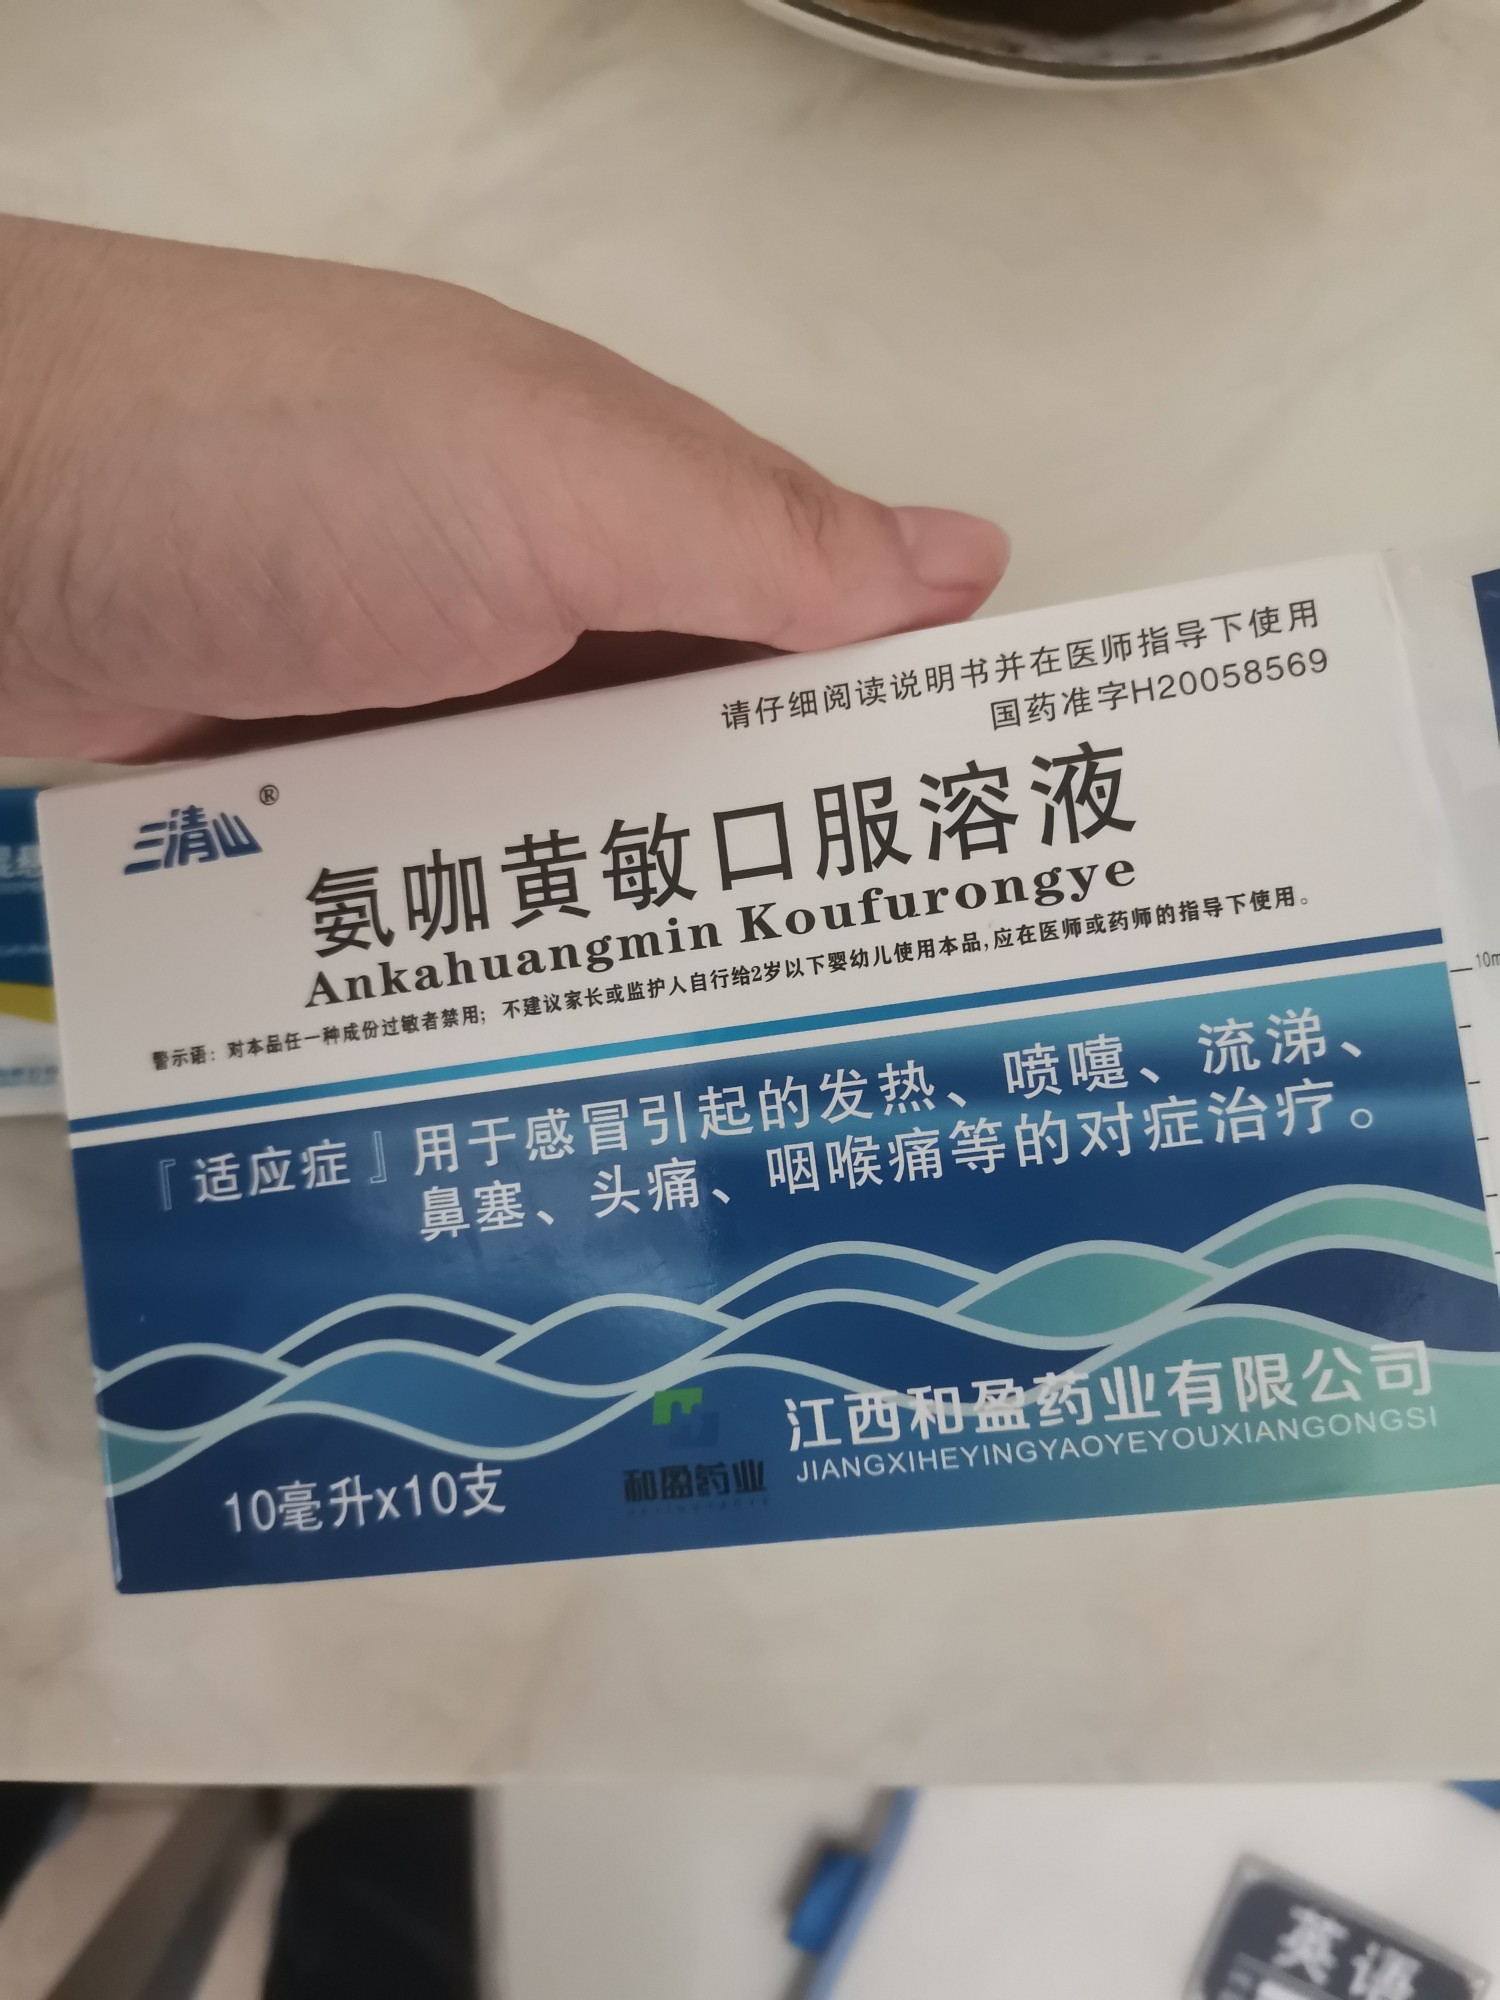 请仔细阅读说明书并在医师指导下使用
国药准字H20058569
三清山®
氨咖黄敏口服溶液
Ankahuangmin Koufurongye
警示语：对本品任一种成份过敏者禁用；不建议家长或监护人自行给2岁以下婴幼儿使用本品，应在医师或药师的指导下使用。
『适应症』用于感冒引起的发热、喷嚏、流涕、
鼻塞、头痛、咽喉痛等的对症治疗。
10毫升x10支
和盈药业
江西和盈药业有限公司
JIANGXIHEYINGYAOYEYOUXIANGONGSI
10m
英语